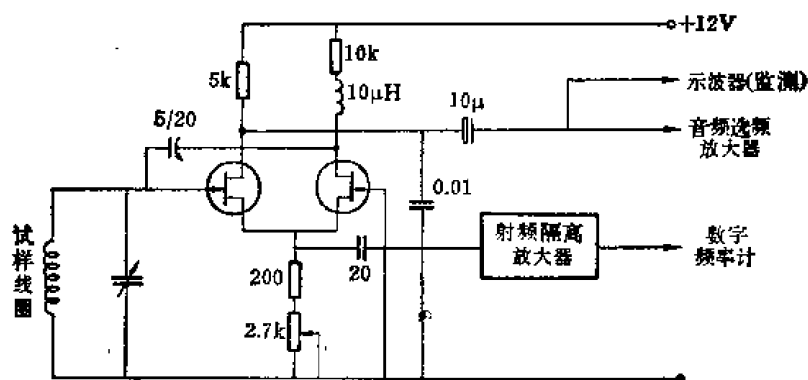 +12V
10k
5k
10μH
示波器(监测)
10μ
5/20
音频选频
放大器
0.01
试样线圈
射频隔离
放大器
数字
频率计
20
200
2.7k